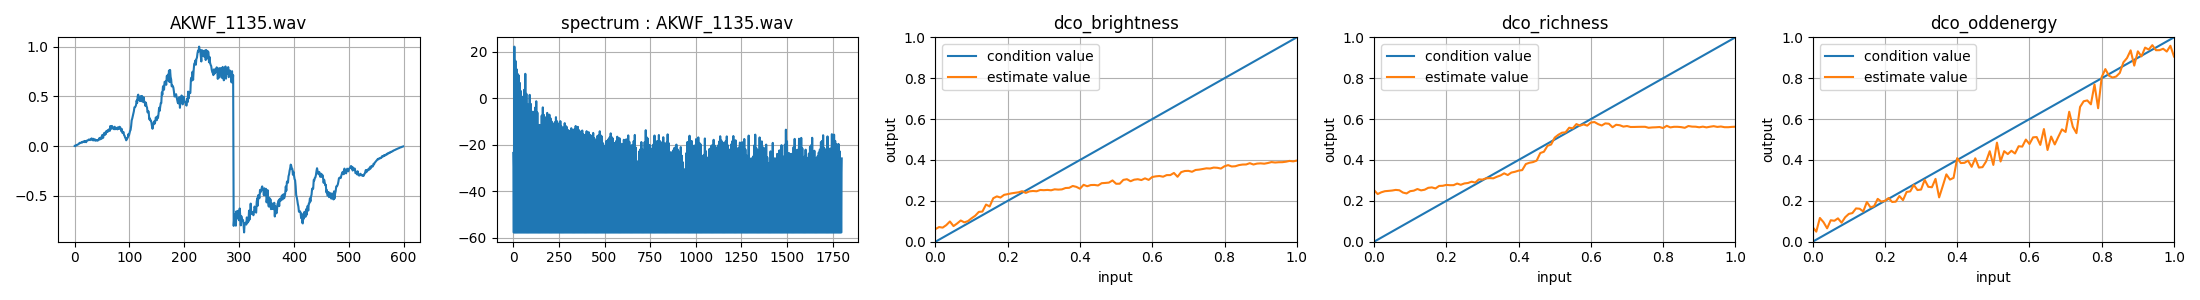 AKWF_1135.wav
1.0
0.5
0.0
−0.5
0 100 200 300 400 500 600
spectrum : AKWF_1135.wav
20
0
−20
−40
−60
0 250 500 750 1000 1250 1500 1750
dco_brightness
condition value
estimate value
output
1.0
0.8
0.6
0.4
0.2
0.0
0.0 0.2 0.4 0.6 0.8 1.0
input
dco_richness
condition value
estimate value
output
1.0
0.8
0.6
0.4
0.2
0.0
0.0 0.2 0.4 0.6 0.8 1.0
input
dco_oddenergy
condition value
estimate value
output
1.0
0.8
0.6
0.4
0.2
0.0
0.0 0.2 0.4 0.6 0.8 1.0
input